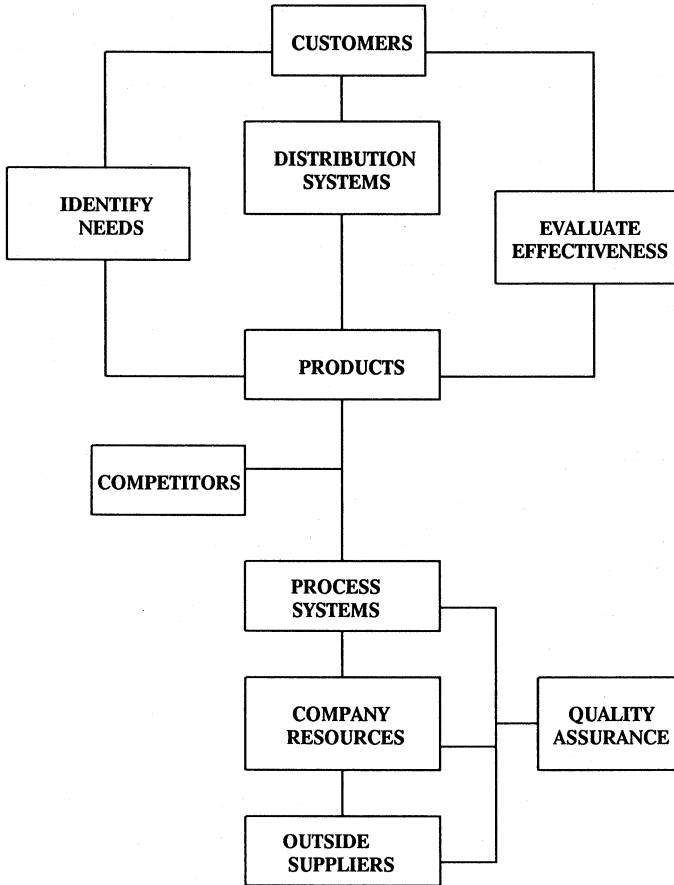 CUSTOMERS
DISTRIBUTION
SYSTEMS
IDENTIFY
NEEDS
EVALUATE
EFFECTIVENESS
PRODUCTS
COMPETITORS
PROCESS
SYSTEMS
COMPANY
RESOURCES
QUALITY
ASSURANCE
OUTSIDE
SUPPLIERS